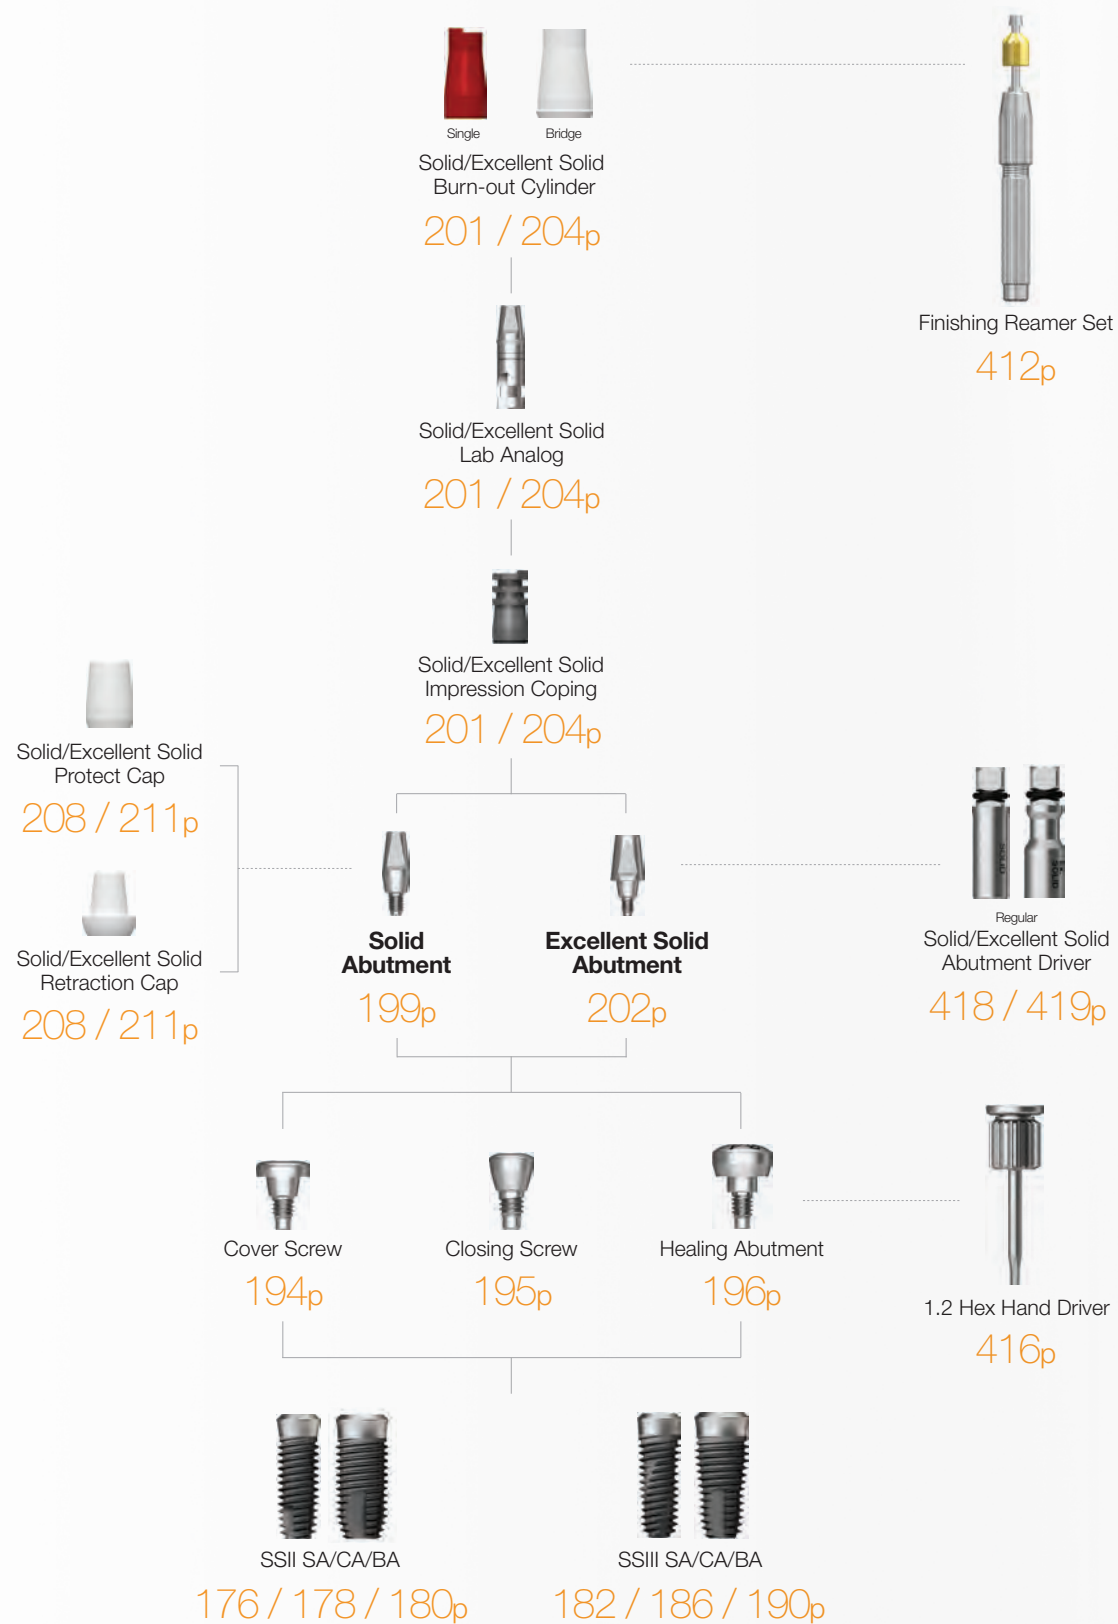 Single
Bridge
Solid/Excellent Solid
Burn-out Cylinder
201 / 204p
Finishing Reamer Set
412p
Solid/Excellent Solid
Lab Analog
201 / 204p
Solid/Excellent Solid
Impression Coping
201 / 204p
Solid/Excellent Solid
Protect Cap
208 / 211p
Solid/Excellent Solid
Retraction Cap
208 / 211p
Solid
Abutment
199p
Excellent Solid
Abutment
202p
SOLID
EX.
SOLID
Regular
Solid/Excellent Solid
Abutment Driver
418 / 419p
Cover Screw
194p
Closing Screw
195p
Healing Abutment
196p
1.2 Hex Hand Driver
416p
SSII SA/CA/BA
176 / 178 / 180p
SSIII SA/CA/BA
182 / 186 / 190p